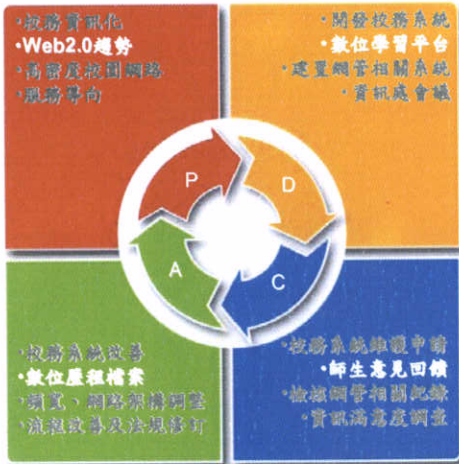 ·校務資訊化
·Web2.0趨勢
·高密度校園網路
·服務導向
·開發校務系統
·數位學習平台
·建置網管相關系統
·資訊處會議
P
D
A
C
·校務系統改善
·數位歷程檔案
·頻寬、網路架構調整
·流程改善及法規修訂
·校務系統維護申請
·師生意見回饋
·檢核網管相關紀錄
·資訊滿意度調查